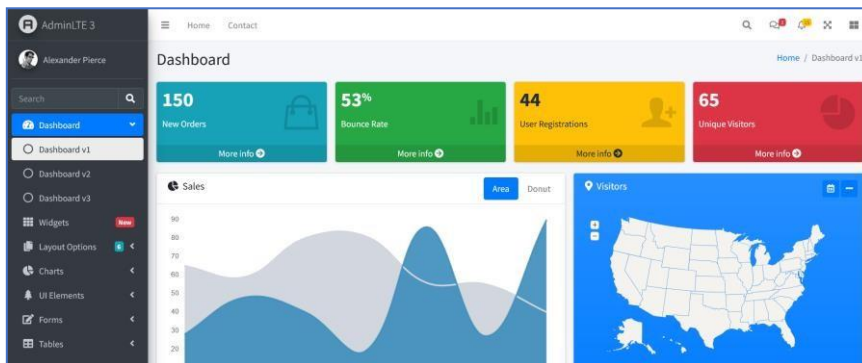 AdminLTE 3
Home Contact
Alexander Pierce
Dashboard
Home / Dashboard v1
Search
Dashboard
Dashboard v1
Dashboard v2
Dashboard v3
Widgets New
Layout Options 6
Charts
UI Elements
Forms
Tables
150
New Orders
More info
53%
Bounce Rate
More info
44
User Registrations
More info
65
Unique Visitors
More info
Sales
Area Donut
90
80
70
60
50
40
30
20
Visitors